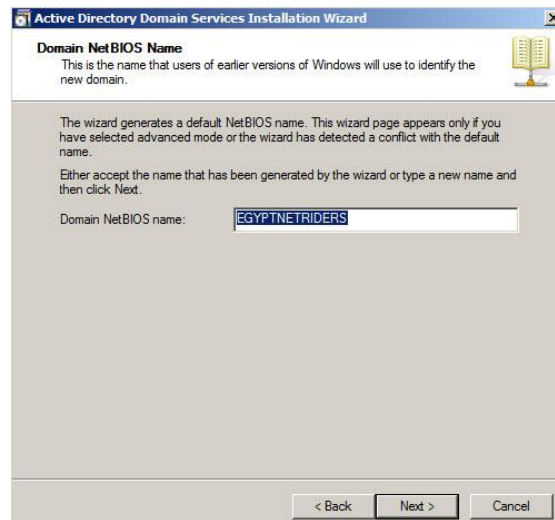 Active Directory Domain Services Installation Wizard
Domain NetBIOS Name
This is the name that users of earlier versions of Windows will use to identify the
new domain.
The wizard generates a default NetBIOS name. This wizard page appears only if you
have selected advanced mode or the wizard has detected a conflict with the default
name.
Either accept the name that has been generated by the wizard or type a new name and
then click Next.
Domain NetBIOS name: EGYPTNETRIDERS
< Back Next > Cancel